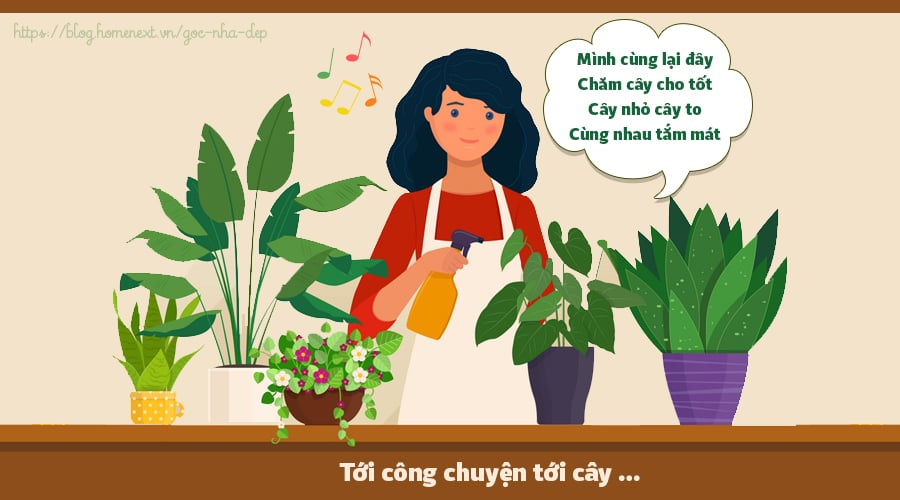 https://blog.homenext.vn/goc-nha-dep
Mình cùng lại đây
Chăm cây cho tốt
Cây nhỏ cây to
Cùng nhau tắm mát
Tới công chuyện tới cây ...